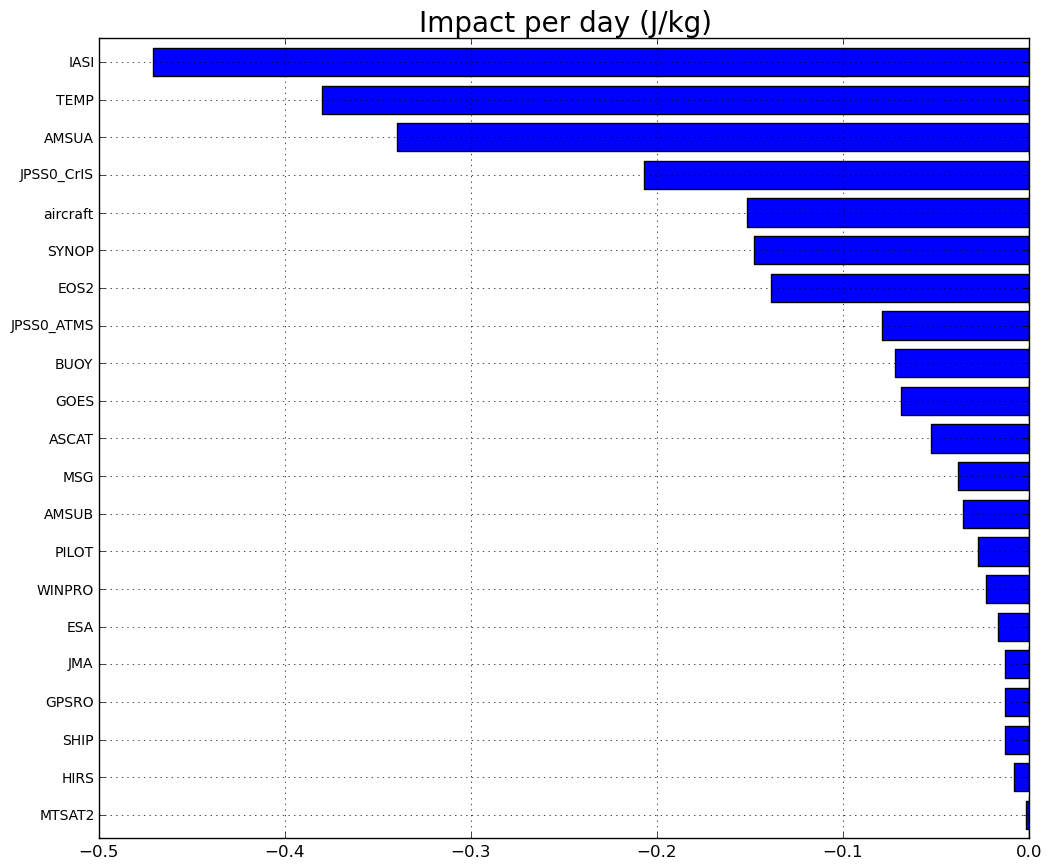 Impact per day (J/kg)
IASI
TEMP
AMSUA
JPSS0_CrIS
aircraft
SYNOP
EOS2
JPSS0_ATMS
BUOY
GOES
ASCAT
MSG
AMSUB
PILOT
WINPRO
ESA
JMA
GPSRO
SHIP
HIRS
MTSAT2
−0.5 −0.4 −0.3 −0.2 −0.1 0.0